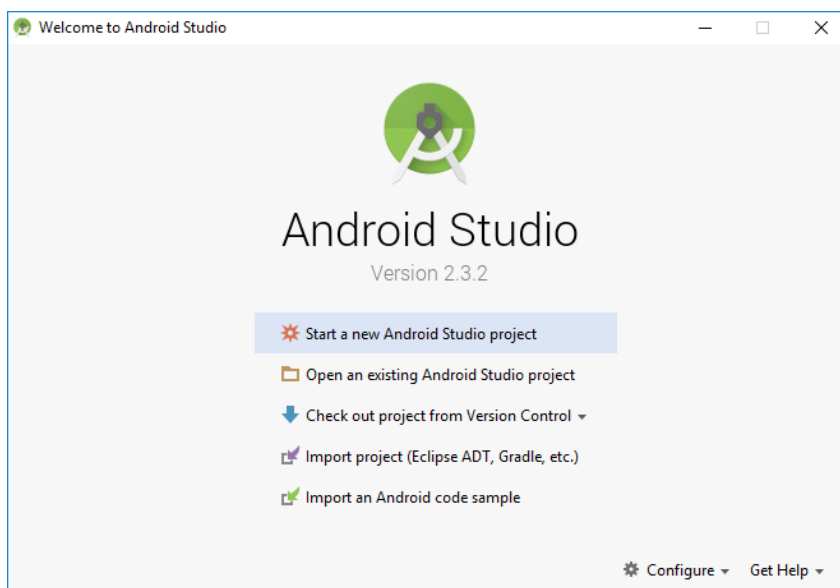 Welcome to Android Studio
Android Studio
Version 2.3.2
Start a new Android Studio project
Open an existing Android Studio project
Check out project from Version Control
Import project (Eclipse ADT, Gradle, etc.)
Import an Android code sample
Configure Get Help